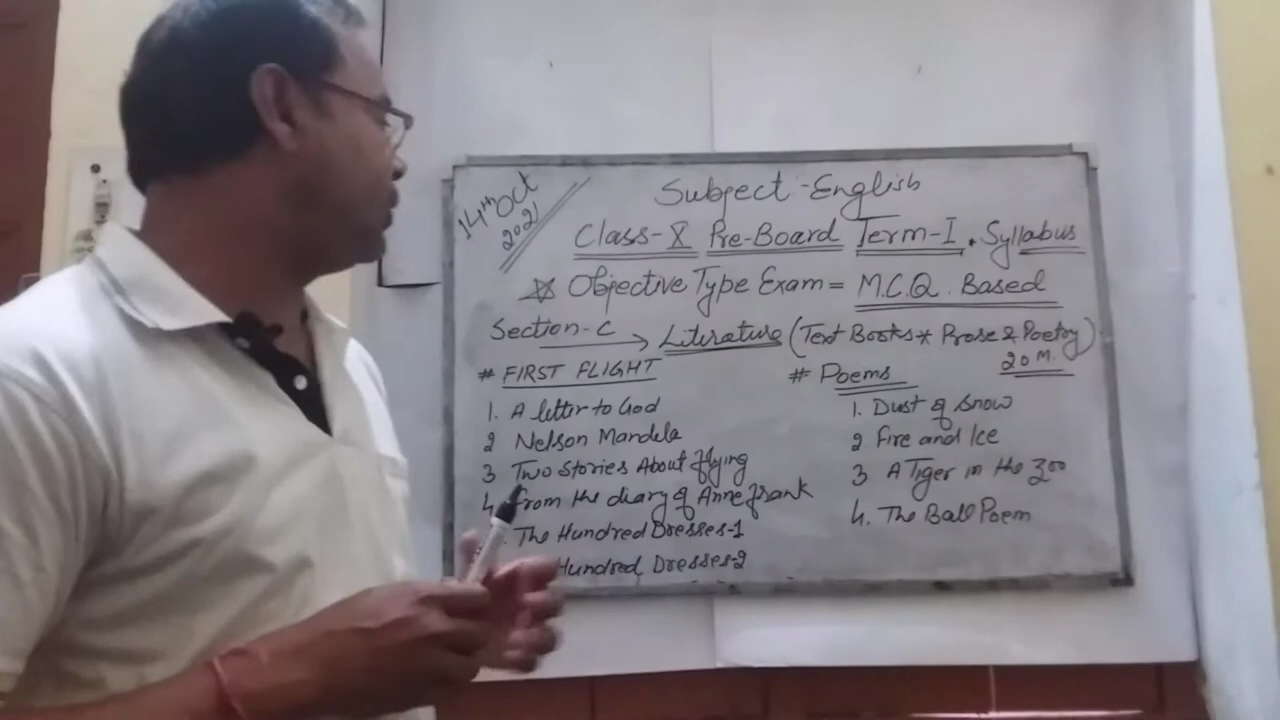 14th Oct
2021
Subject - English
Class-X Pre-Board Term-I. Syllabus
Objective Type Exam = M.C.Q. Based
Section-C → Literature (Text Books * Prose & Poetry)
20 M.
# FIRST FLIGHT
1. A letter to God
2 Nelson Mandela
3 Two Stories About flying
4. From the diary of Anne frank
The Hundred Dresses-1
Hundred Dresses-2
# Poems
1. Dust of Snow
2 Fire and Ice
3 A Tiger in the Zoo
4. The Ball Poem